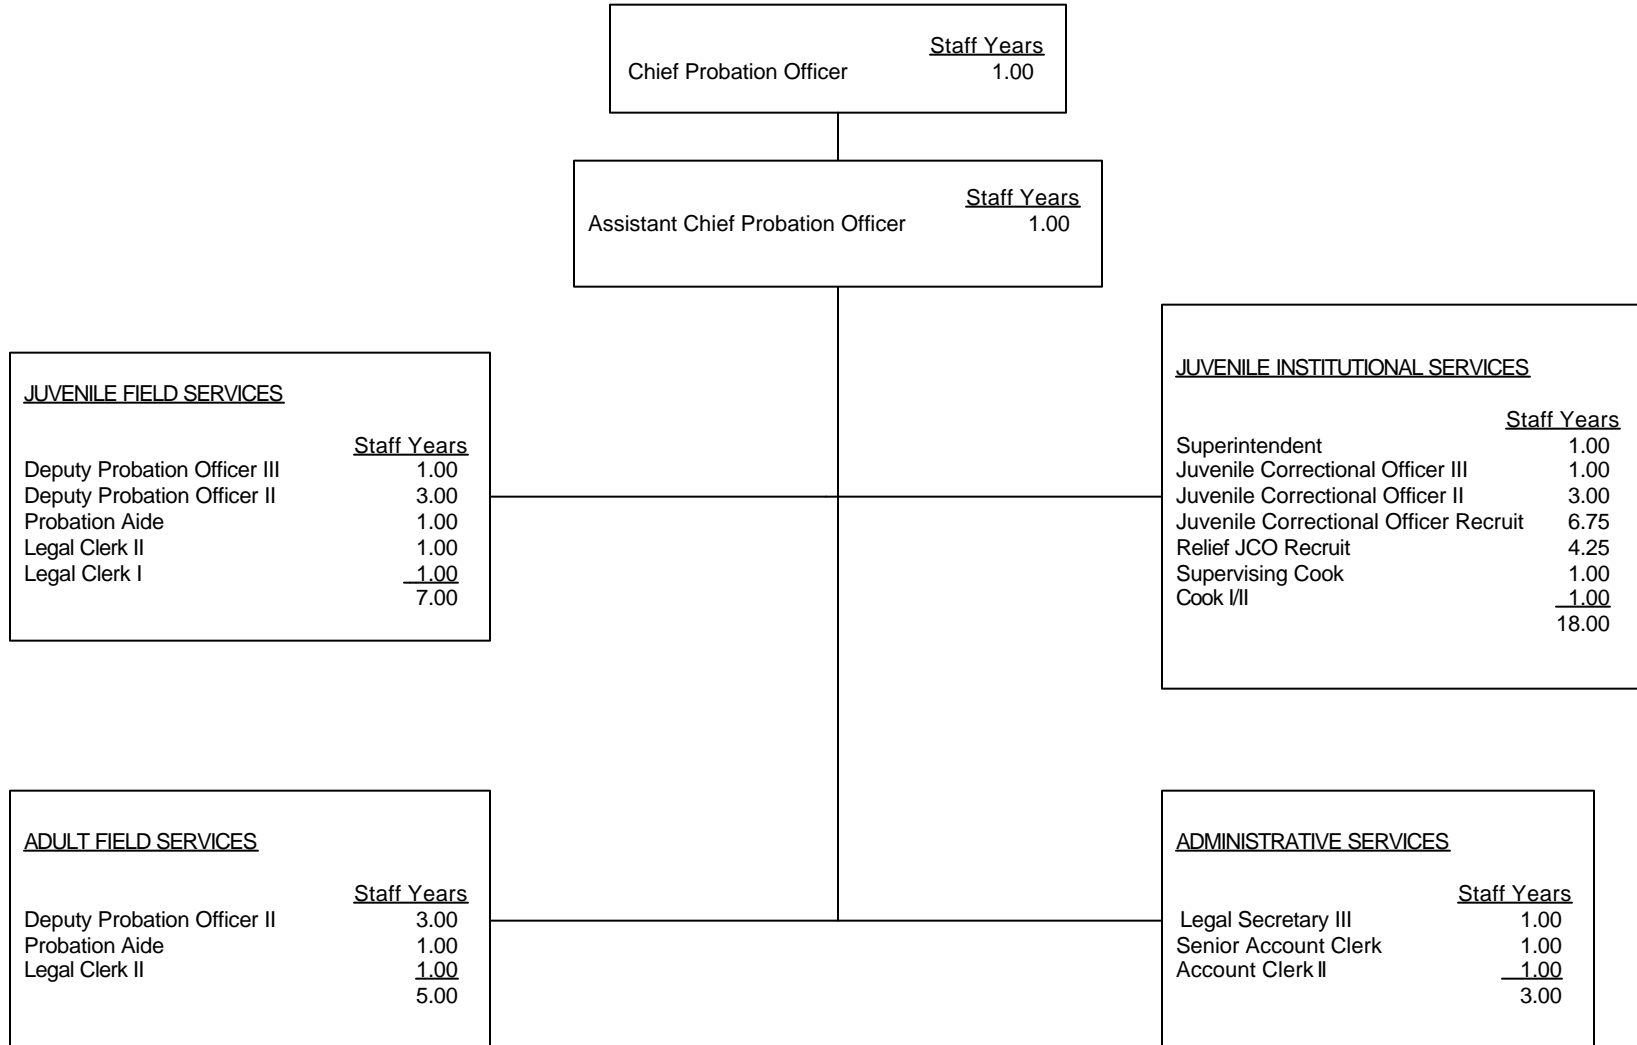 Staff Years
Chief Probation Officer 1.00
Staff Years
Assistant Chief Probation Officer 1.00
JUVENILE FIELD SERVICES
Staff Years
Deputy Probation Officer III 1.00
Deputy Probation Officer II 3.00
Probation Aide 1.00
Legal Clerk II 1.00
Legal Clerk I 1.00
7.00
JUVENILE INSTITUTIONAL SERVICES
Staff Years
Superintendent 1.00
Juvenile Correctional Officer III 1.00
Juvenile Correctional Officer II 3.00
Juvenile Correctional Officer Recruit 6.75
Relief JCO Recruit 4.25
Supervising Cook 1.00
Cook I/II 1.00
18.00
ADULT FIELD SERVICES
Staff Years
Deputy Probation Officer II 3.00
Probation Aide 1.00
Legal Clerk II 1.00
5.00
ADMINISTRATIVE SERVICES
Staff Years
Legal Secretary III 1.00
Senior Account Clerk 1.00
Account Clerk II 1.00
3.00